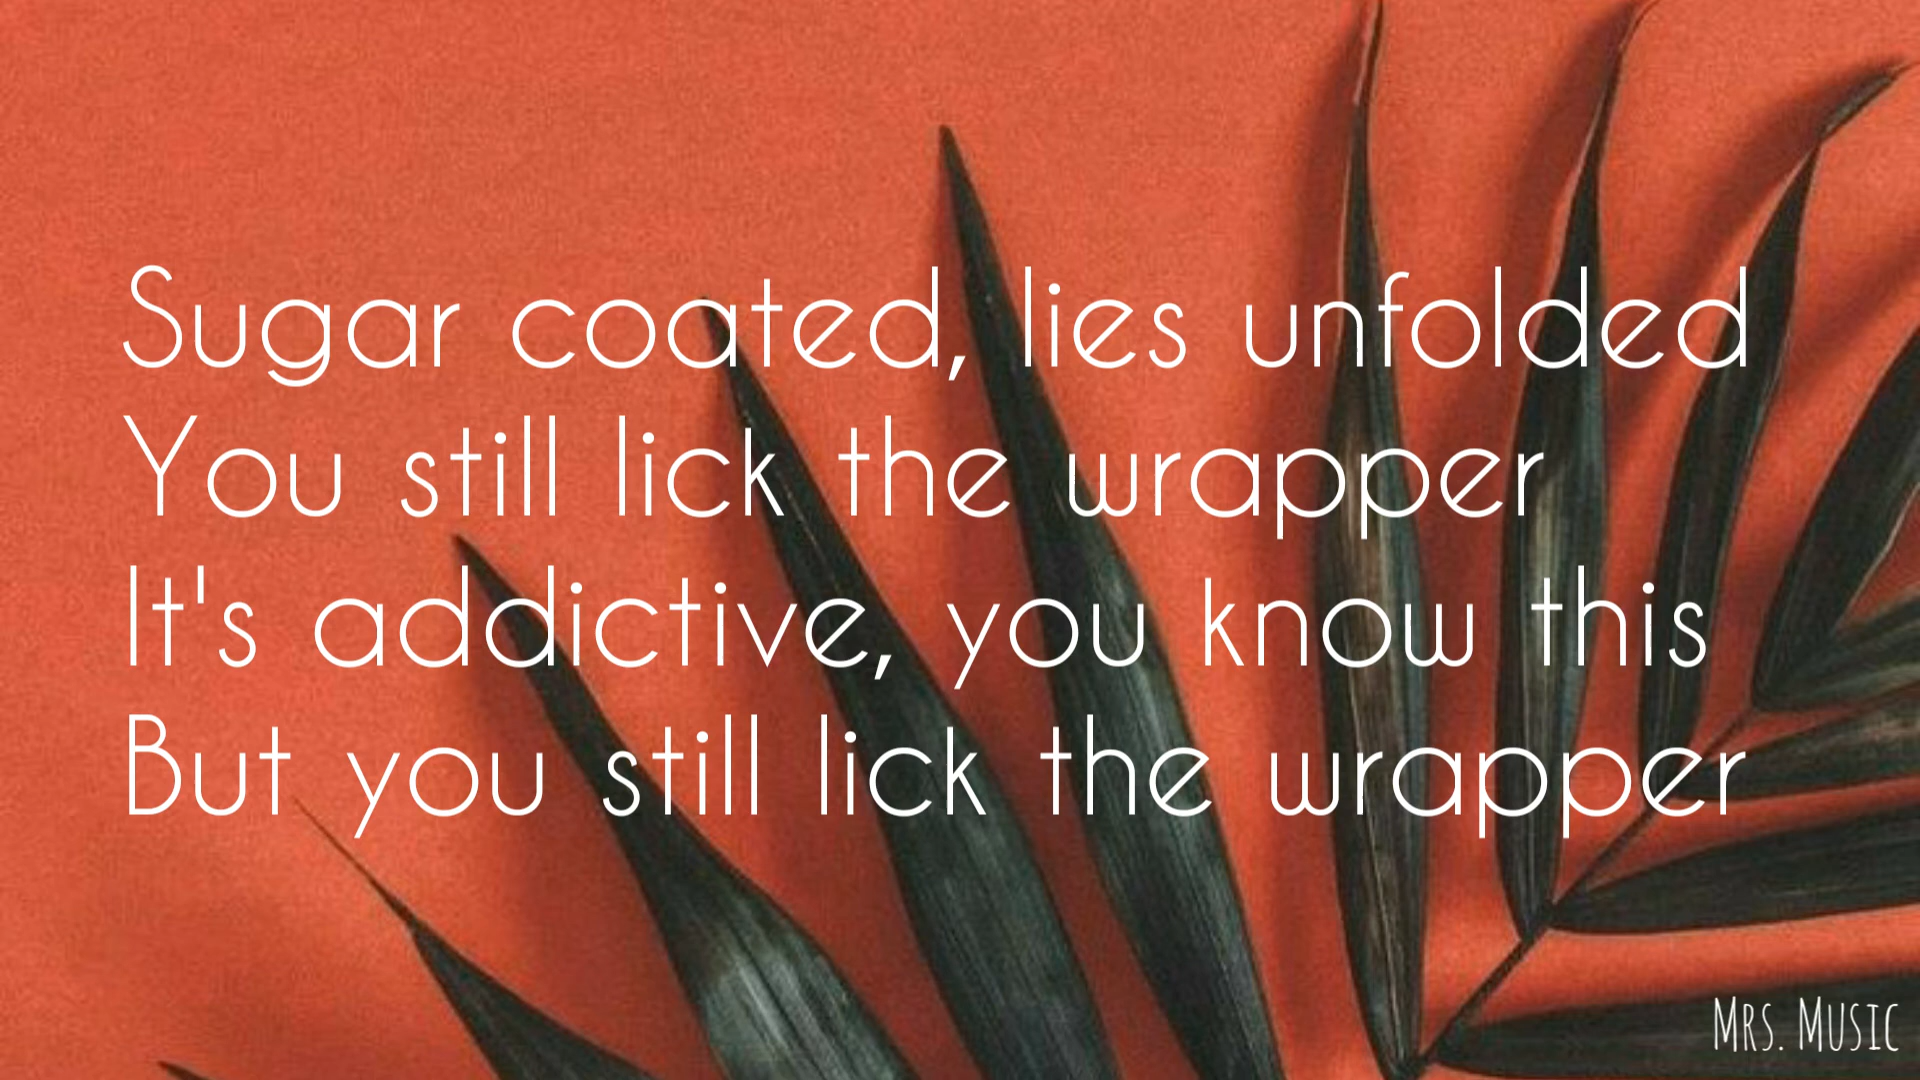 Sugar coated, lies unfolded
You still lick the wrapper
It's addictive, you know this
But you still lick the wrapper
Mrs. Music